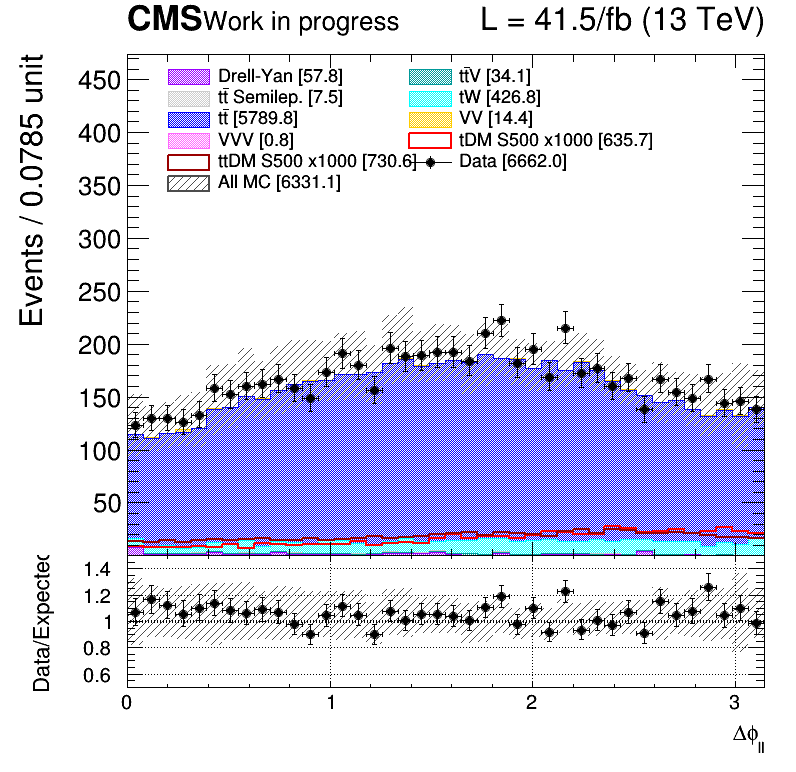 CMS Work in progress L = 41.5/fb (13 TeV)
Events / 0.0785 unit
450
400
350
300
250
200
150
100
50
Drell-Yan [57.8]
tt̄V [34.1]
tt̄ Semilep. [7.5]
tW [426.8]
tt̄ [5789.8]
VV [14.4]
VVV [0.8]
tDM S500 x1000 [635.7]
ttDM S500 x1000 [730.6]
Data [6662.0]
All MC [6331.1]
Data/Expected
1.4
1.2
1
0.8
0.6
0 1 2 3
Δϕll